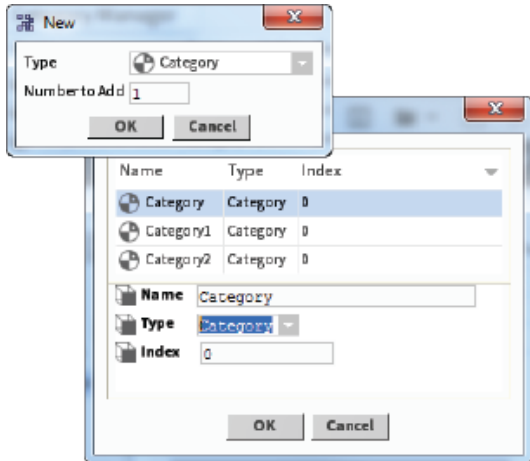 New
Type Category
Number to Add 1
OK Cancel
Name Type Index
Category Category 0
Category1 Category 0
Category2 Category 0
Name Category
Type Category
Index 0
OK Cancel